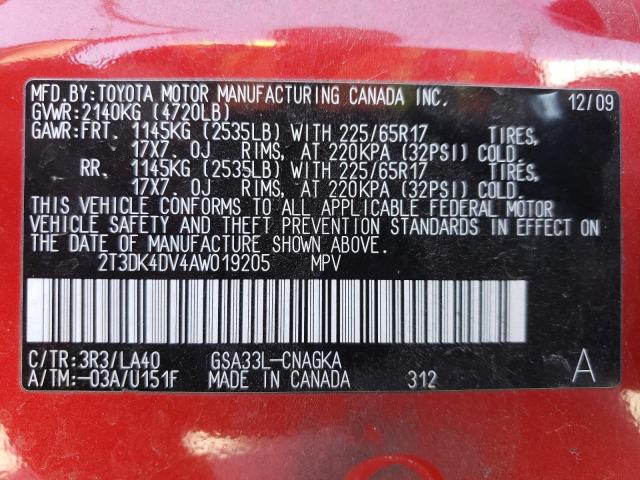 MFD.BY:TOYOTA MOTOR MANUFACTURING CANADA INC. 12/09
GVWR:2140KG (4720LB)
GAWR:FRT. 1145KG (2535LB) WITH 225/65R17 TIRES,
17X7.0J RIMS, AT 220KPA (32PSI) COLD.
RR. 1145KG (2535LB) WITH 225/65R17 TIRES,
17X7.0J RIMS, AT 220KPA (32PSI) COLD.
THIS VEHICLE CONFORMS TO ALL APPLICABLE FEDERAL MOTOR
VEHICLE SAFETY AND THEFT PREVENTION STANDARDS IN EFFECT ON
THE DATE OF MANUFACTURE SHOWN ABOVE.
2T3DK4DV4AW019205 MPV
C/TR:3R3/LA40 GSA33L-CNAGKA
A/TM:-03A/U151F MADE IN CANADA 312 A